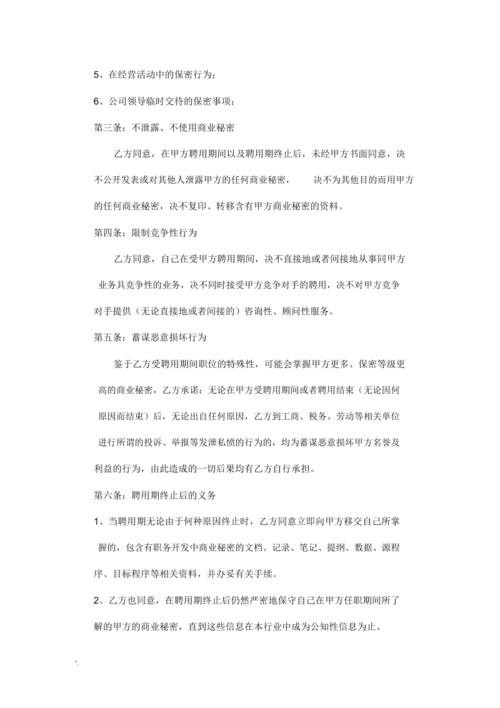 5、在经营活动中的保密行为；
6、公司领导临时交待的保密事项；
第三条：不泄露、不使用商业秘密
乙方同意，在甲方聘用期间以及聘用期终止后，未经甲方书面同意，决
不公开发表或对其他人泄露甲方的任何商业秘密， 决不为其他目的而用甲方
的任何商业秘密，决不复印、转移含有甲方商业秘密的资料。
第四条：限制竞争性行为
乙方同意，自己在受甲方聘用期间，决不直接地或者间接地从事同甲方
业务具竞争性的业务，决不同时接受甲方竞争对手的聘用，决不对甲方竞争
对手提供（无论直接地或者间接的）咨询性、顾问性服务。
第五条：蓄谋恶意损坏行为
鉴于乙方受聘用期间职位的特殊性，可能会掌握甲方更多、保密等级更
高的商业秘密，乙方承诺：无论在甲方受聘用期间或者聘用结束（无论因何
原因而结束）后，无论出自任何原因，乙方到工商、税务、劳动等相关单位
进行所谓的投诉、举报等发泄私愤的行为的，均为蓄谋恶意损坏甲方名誉及
利益的行为，由此造成的一切后果均有乙方自行承担。
第六条：聘用期终止后的义务
1、当聘用期无论由于何种原因终止时，乙方同意立即向甲方移交自己所掌
握的，包含有职务开发中商业秘密的文档、记录、笔记、提纲、数据、源程
序、目标程序等相关资料，并办妥有关手续。
2、乙方也同意，在聘用期终止后仍然严密地保守自己在甲方任职期间所了
解的甲方的商业秘密，直到这些信息在本行业中成为公知性信息为止。
'.